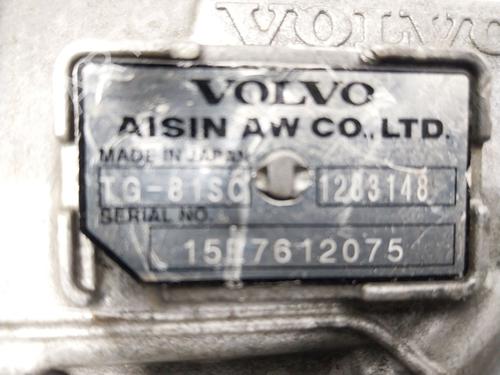 VOLVO
VOLVO
AISIN AW CO., LTD.
MADE IN JAPAN
TG-81SC 1283148
SERIAL NO.
15E7612075